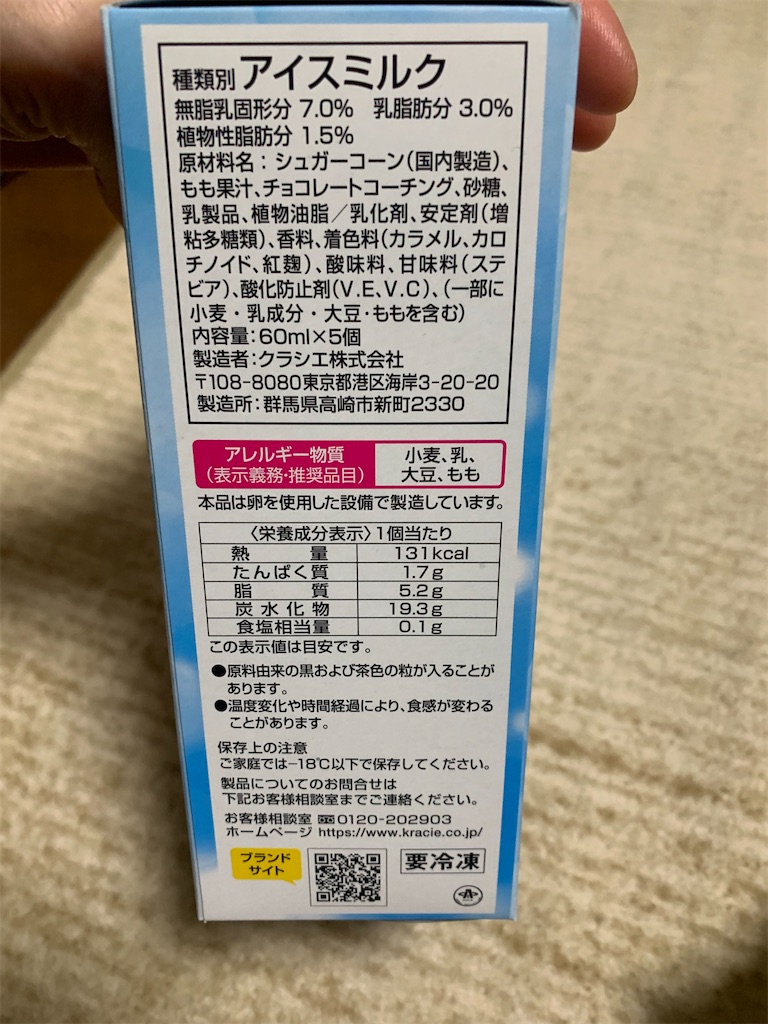 種類別 アイスミルク
無脂乳固形分 7.0% 乳脂肪分 3.0%
植物性脂肪分 1.5%
原材料名：シュガーコーン(国内製造)、
もも果汁、チョコレートコーチング、砂糖、
乳製品、植物油脂／乳化剤、安定剤(増
粘多糖類)、香料、着色料(カラメル、カロ
チノイド、紅麹)、酸味料、甘味料(ステ
ビア)、酸化防止剤(V.E、V.C)、(一部に
小麦・乳成分・大豆・ももを含む)
内容量：60ml×5個
製造者：クラシエ株式会社
〒108-8080東京都港区海岸3-20-20
製造所：群馬県高崎市新町2330
アレルギー物質
(表示義務・推奨品目)
小麦、乳、
大豆、もも
本品は卵を使用した設備で製造しています。
〈栄養成分表示〉1個当たり
熱量 131kcal
たんぱく質 1.7g
脂質 5.2g
炭水化物 19.3g
食塩相当量 0.1g
この表示値は目安です。
●原料由来の黒および茶色の粒が入ることが
あります。
●温度変化や時間経過により、食感が変わる
ことがあります。
保存上の注意
ご家庭では−18℃以下で保存してください。
製品についてのお問合せは
下記お客様相談室までご連絡ください。
お客様相談室 0120-202903
ホームページ https://www.kracie.co.jp/
ブランド
サイト
要冷凍